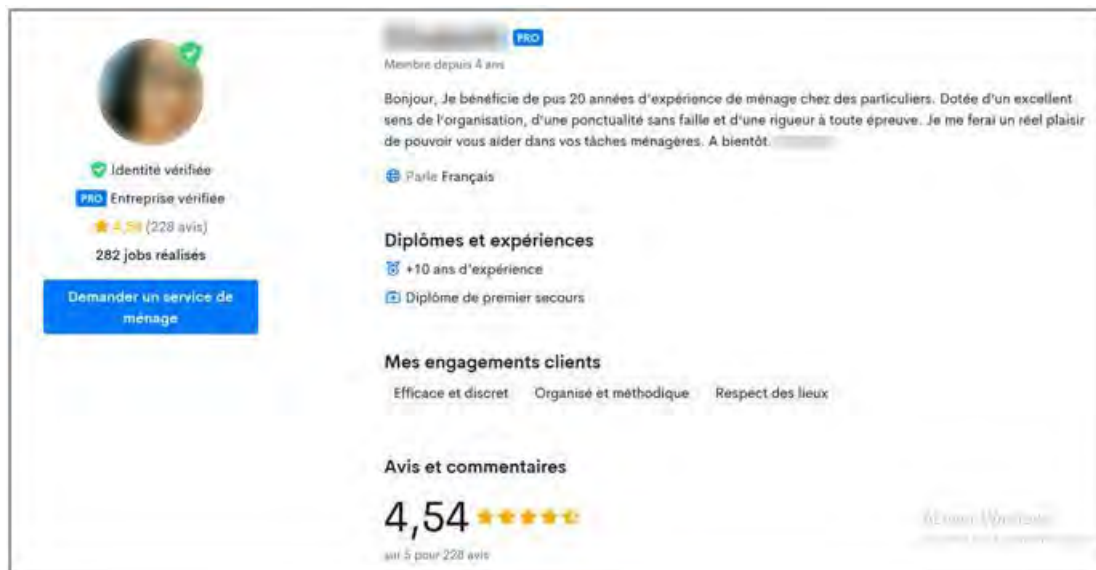 PRO
Membre depuis 4 ans
Bonjour, Je bénéficie de pus 20 années d'expérience de ménage chez des particuliers. Dotée d'un excellent
sens de l'organisation, d'une ponctualité sans faille et d'une rigueur à toute épreuve. Je me ferai un réel plaisir
de pouvoir vous aider dans vos tâches ménagères. A bientôt.
Parle Français
Identité vérifiée
PRO Entreprise vérifiée
(228 avis)
282 jobs réalisés
Demander un service de
ménage
Diplômes et expériences
+10 ans d'expérience
Diplôme de premier secours
Mes engagements clients
Efficace et discret Organisé et méthodique Respect des lieux
Avis et commentaires
4,54
sur 5 pour 228 avis